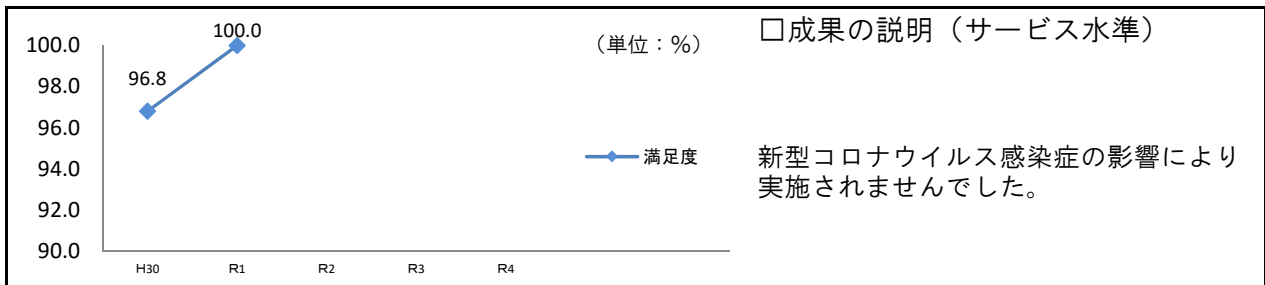 100.0
98.0
96.0
94.0
92.0
90.0
96.8
100.0
（単位：%）
満足度
H30
R1
R2
R3
R4
□成果の説明（サービス水準）
新型コロナウイルス感染症の影響により
実施されませんでした。